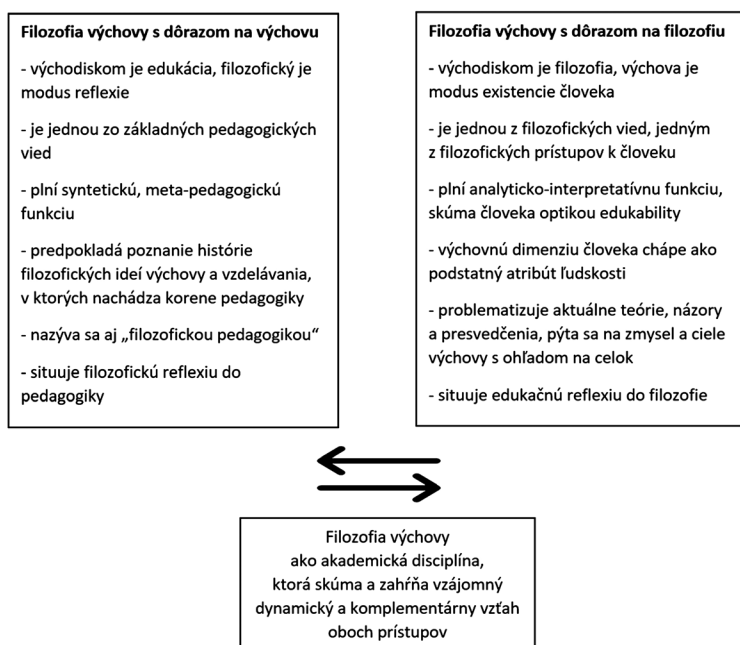 Filozofia výchovy s dôrazom na výchovu
- východiskom je edukácia, filozofický je
modus reflexie
- je jednou zo základných pedagogických
vied
- plní syntetickú, meta-pedagogickú
funkciu
- predpokladá poznanie histórie
filozofických ideí výchovy a vzdelávania,
v ktorých nachádza korene pedagogiky
- nazýva sa aj „filozofickou pedagogikou“
- situuje filozofickú reflexiu do
pedagogiky
Filozofia výchovy s dôrazom na filozofiu
- východiskom je filozofia, výchova je
modus existencie človeka
- je jednou z filozofických vied, jedným
z filozofických prístupov k človeku
- plní analyticko-interpretatívnu funkciu,
skúma človeka optikou edukability
- výchovnú dimenziu človeka chápe ako
podstatný atribút ľudskosti
- problematizuje aktuálne teórie, názory
a presvedčenia, pýta sa na zmysel a ciele
výchovy s ohľadom na celok
- situuje edukačnú reflexiu do filozofie
Filozofia výchovy
ako akademická disciplína,
ktorá skúma a zahŕňa vzájomný
dynamický a komplementárny vzťah
oboch prístupov